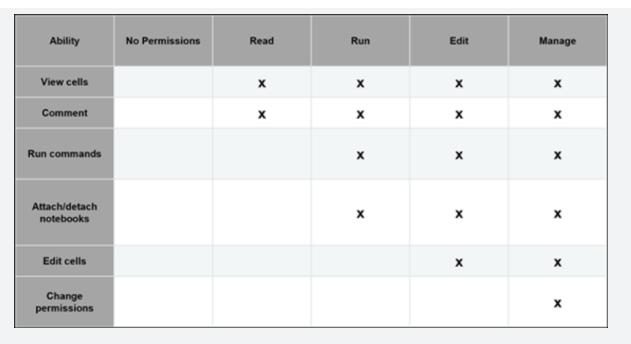 Ability No Permissions Read Run Edit Manage
View cells x x x x
Comment x x x x
Run commands x x x
Attach/detach
notebooks x x x
Edit cells x x
Change
permissions x